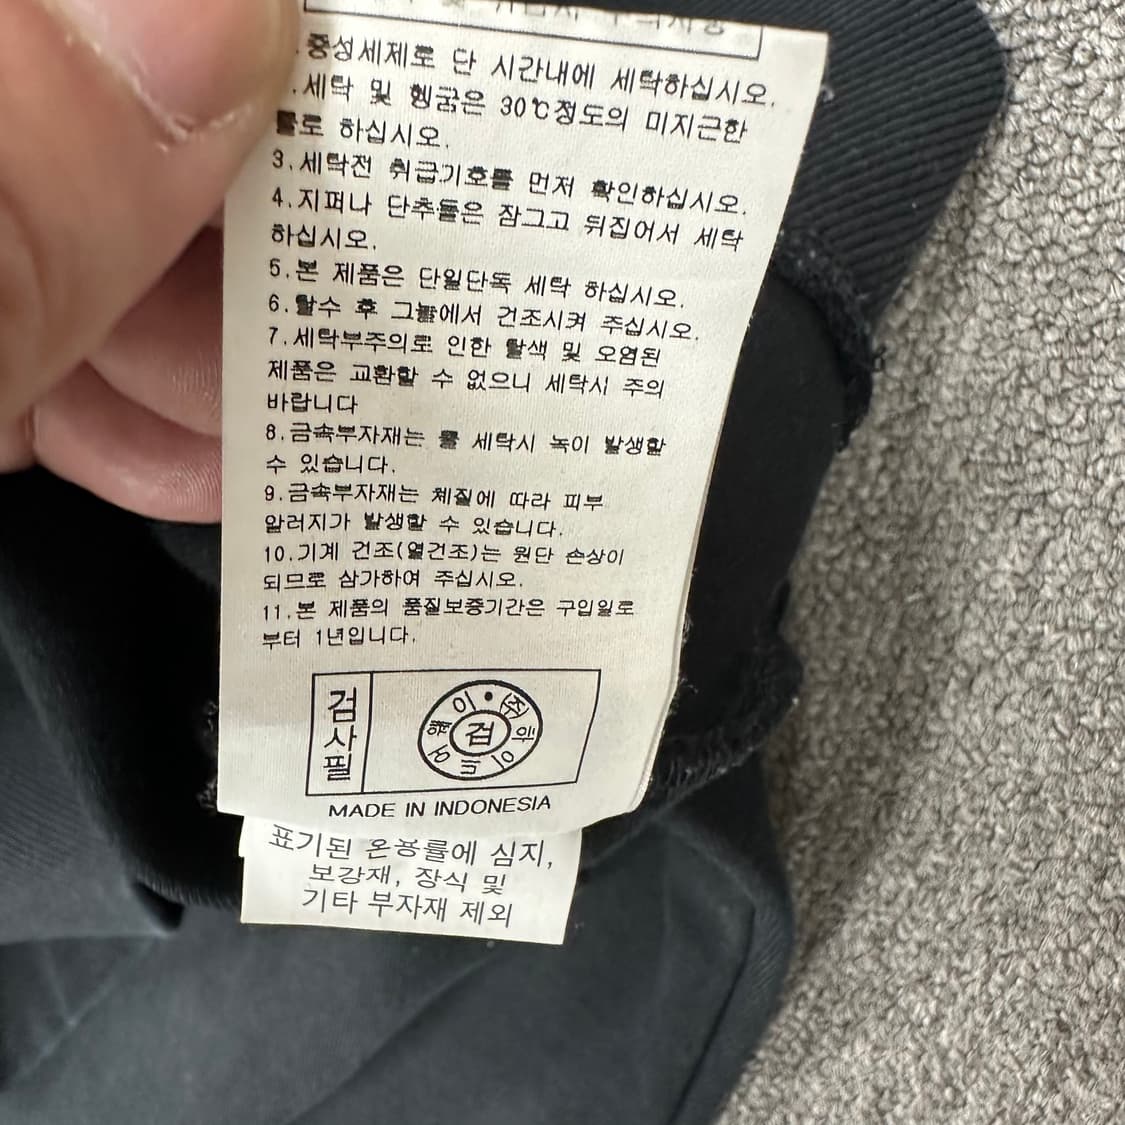 중성세제로 단 시간내에 세탁하십시오.
.세탁 및 헹굼은 30℃정도의 미지근한
물로 하십시오.
3.세탁전 취급기호를 먼저 확인하십시오.
4.지퍼나 단추들은 잠그고 뒤집어서 세탁
하십시오.
5.본 제품은 단일단독 세탁 하십시오.
6.탈수 후 그늘에서 건조시켜 주십시오.
7.세탁부주의로 인한 탈색 및 오염된
제품은 교환할 수 없으니 세탁시 주의
바랍니다
8.금속부자재는 물 세탁시 녹이 발생할
수 있습니다.
9.금속부자재는 체질에 따라 피부
알러지가 발생할 수 있습니다.
10.기계 건조(열건조)는 원단 손상이
되므로 삼가하여 주십시오.
11.본 제품의 품질보증기간은 구입일로
부터 1년입니다.
검사필
검
MADE IN INDONESIA
표기된 혼용률에 심지,
보강재, 장식 및
기타 부자재 제외